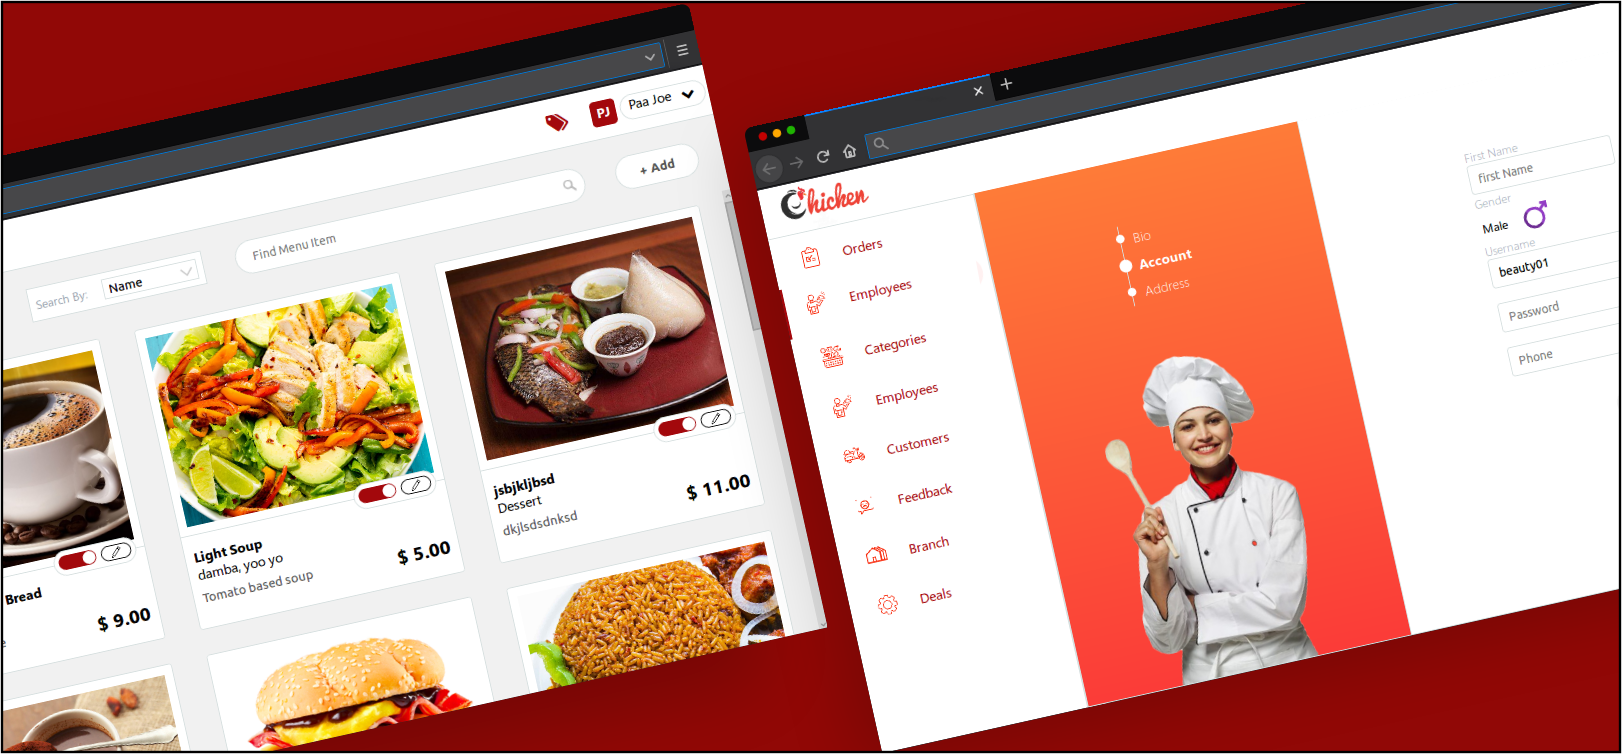 PJ
Paa Joe
+ Add
Find Menu Item
Search By:
Name
Bread
$ 9.00
Light Soup
damba, yoo yo
Tomato based soup
$ 5.00
jsbjkljbsd
Dessert
dkjlsdsdnksd
$ 11.00
Chicken
Orders
Employees
Categories
Employees
Customers
Feedback
Branch
Deals
Bio
Account
Address
First Name
first Name
Gender
Male
Username
beauty01
Password
Phone